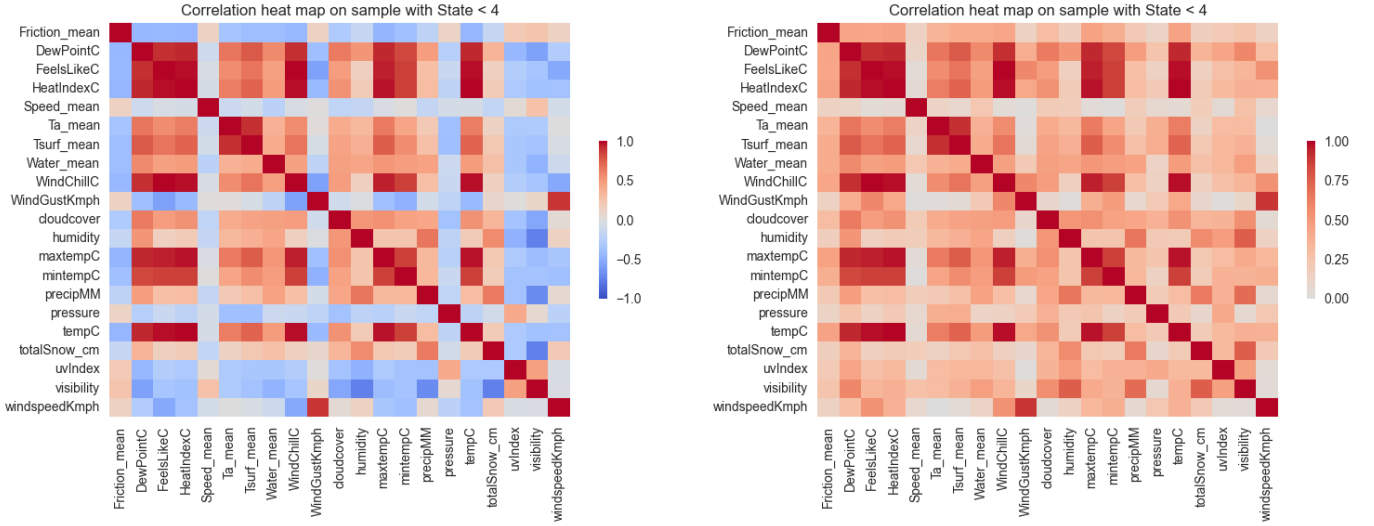 Correlation heat map on sample with State < 4
Friction_mean
DewPointC
FeelsLikeC
HeatIndexC
Speed_mean
Ta_mean
Tsurf_mean
Water_mean
WindChillC
WindGustKmph
cloudcover
humidity
maxtempC
mintempC
precipMM
pressure
tempC
totalSnow_cm
uvIndex
visibility
windspeedKmph
Friction_mean
DewPointC
FeelsLikeC
HeatIndexC
Speed_mean
Ta_mean
Tsurf_mean
Water_mean
WindChillC
WindGustKmph
cloudcover
humidity
maxtempC
mintempC
precipMM
pressure
tempC
totalSnow_cm
uvIndex
visibility
windspeedKmph
1.0
0.5
0.0
−0.5
−1.0
Correlation heat map on sample with State < 4
Friction_mean
DewPointC
FeelsLikeC
HeatIndexC
Speed_mean
Ta_mean
Tsurf_mean
Water_mean
WindChillC
WindGustKmph
cloudcover
humidity
maxtempC
mintempC
precipMM
pressure
tempC
totalSnow_cm
uvIndex
visibility
windspeedKmph
Friction_mean
DewPointC
FeelsLikeC
HeatIndexC
Speed_mean
Ta_mean
Tsurf_mean
Water_mean
WindChillC
WindGustKmph
cloudcover
humidity
maxtempC
mintempC
precipMM
pressure
tempC
totalSnow_cm
uvIndex
visibility
windspeedKmph
1.00
0.75
0.50
0.25
0.00